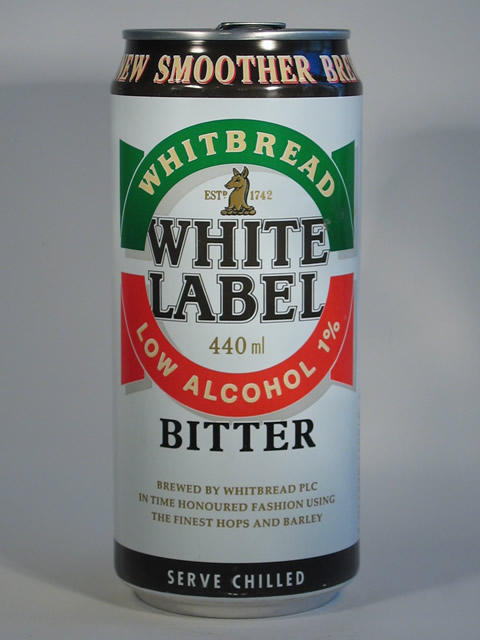 NEW SMOOTHER BREW
WHITBREAD
ESTD 1742
WHITE
LABEL
440 ml
LOW ALCOHOL 1%
BITTER
BREWED BY WHITBREAD PLC
IN TIME HONOURED FASHION USING
THE FINEST HOPS AND BARLEY
SERVE CHILLED